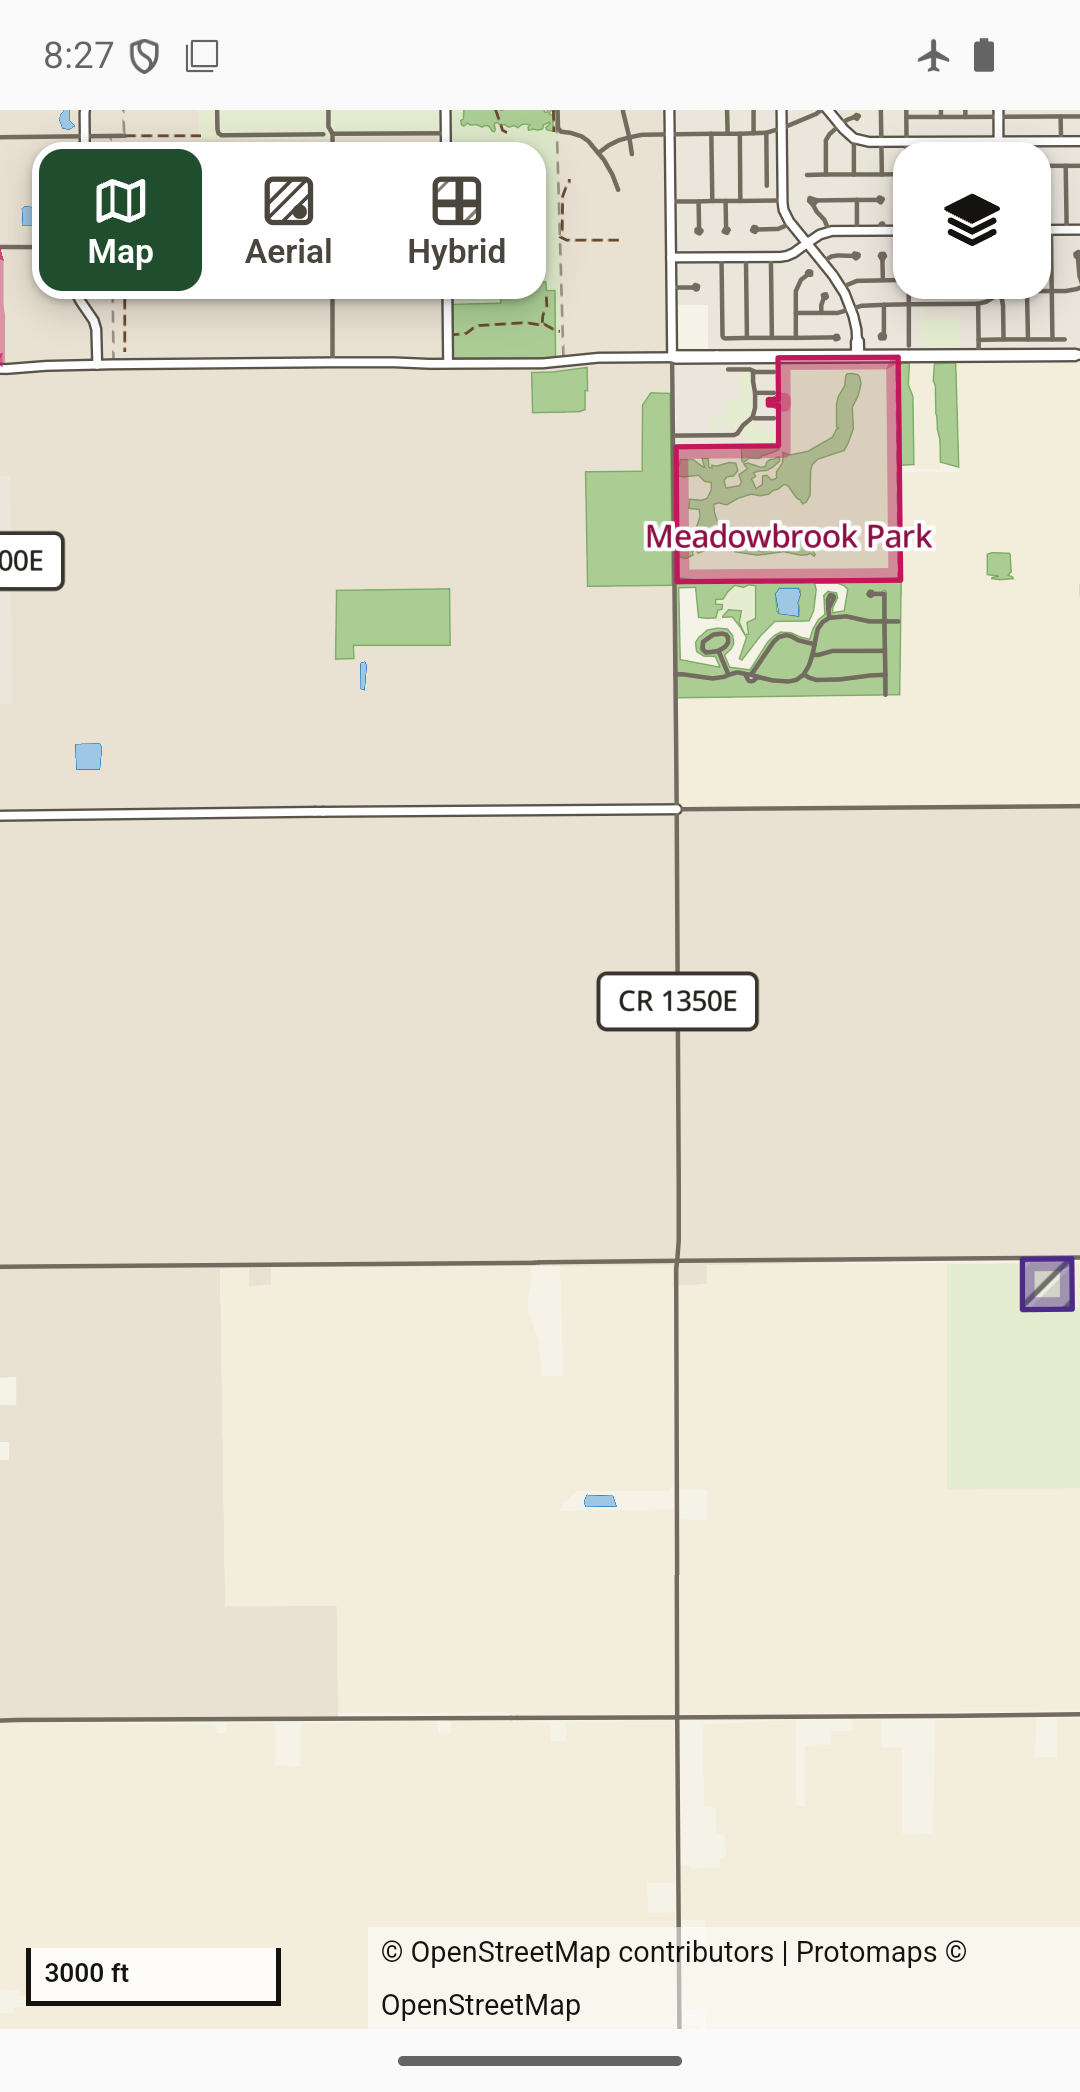 8:27
Map
Aerial
Hybrid
Meadowbrook Park
00E
CR 1350E
3000 ft
© OpenStreetMap contributors | Protomaps ©
OpenStreetMap